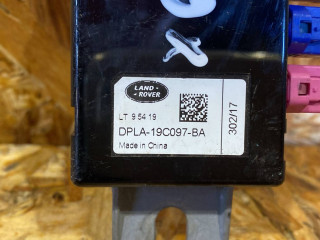 LAND-
ROVER
LT 9 54 19
DPLA-19C097-BA
Made in China
302/17